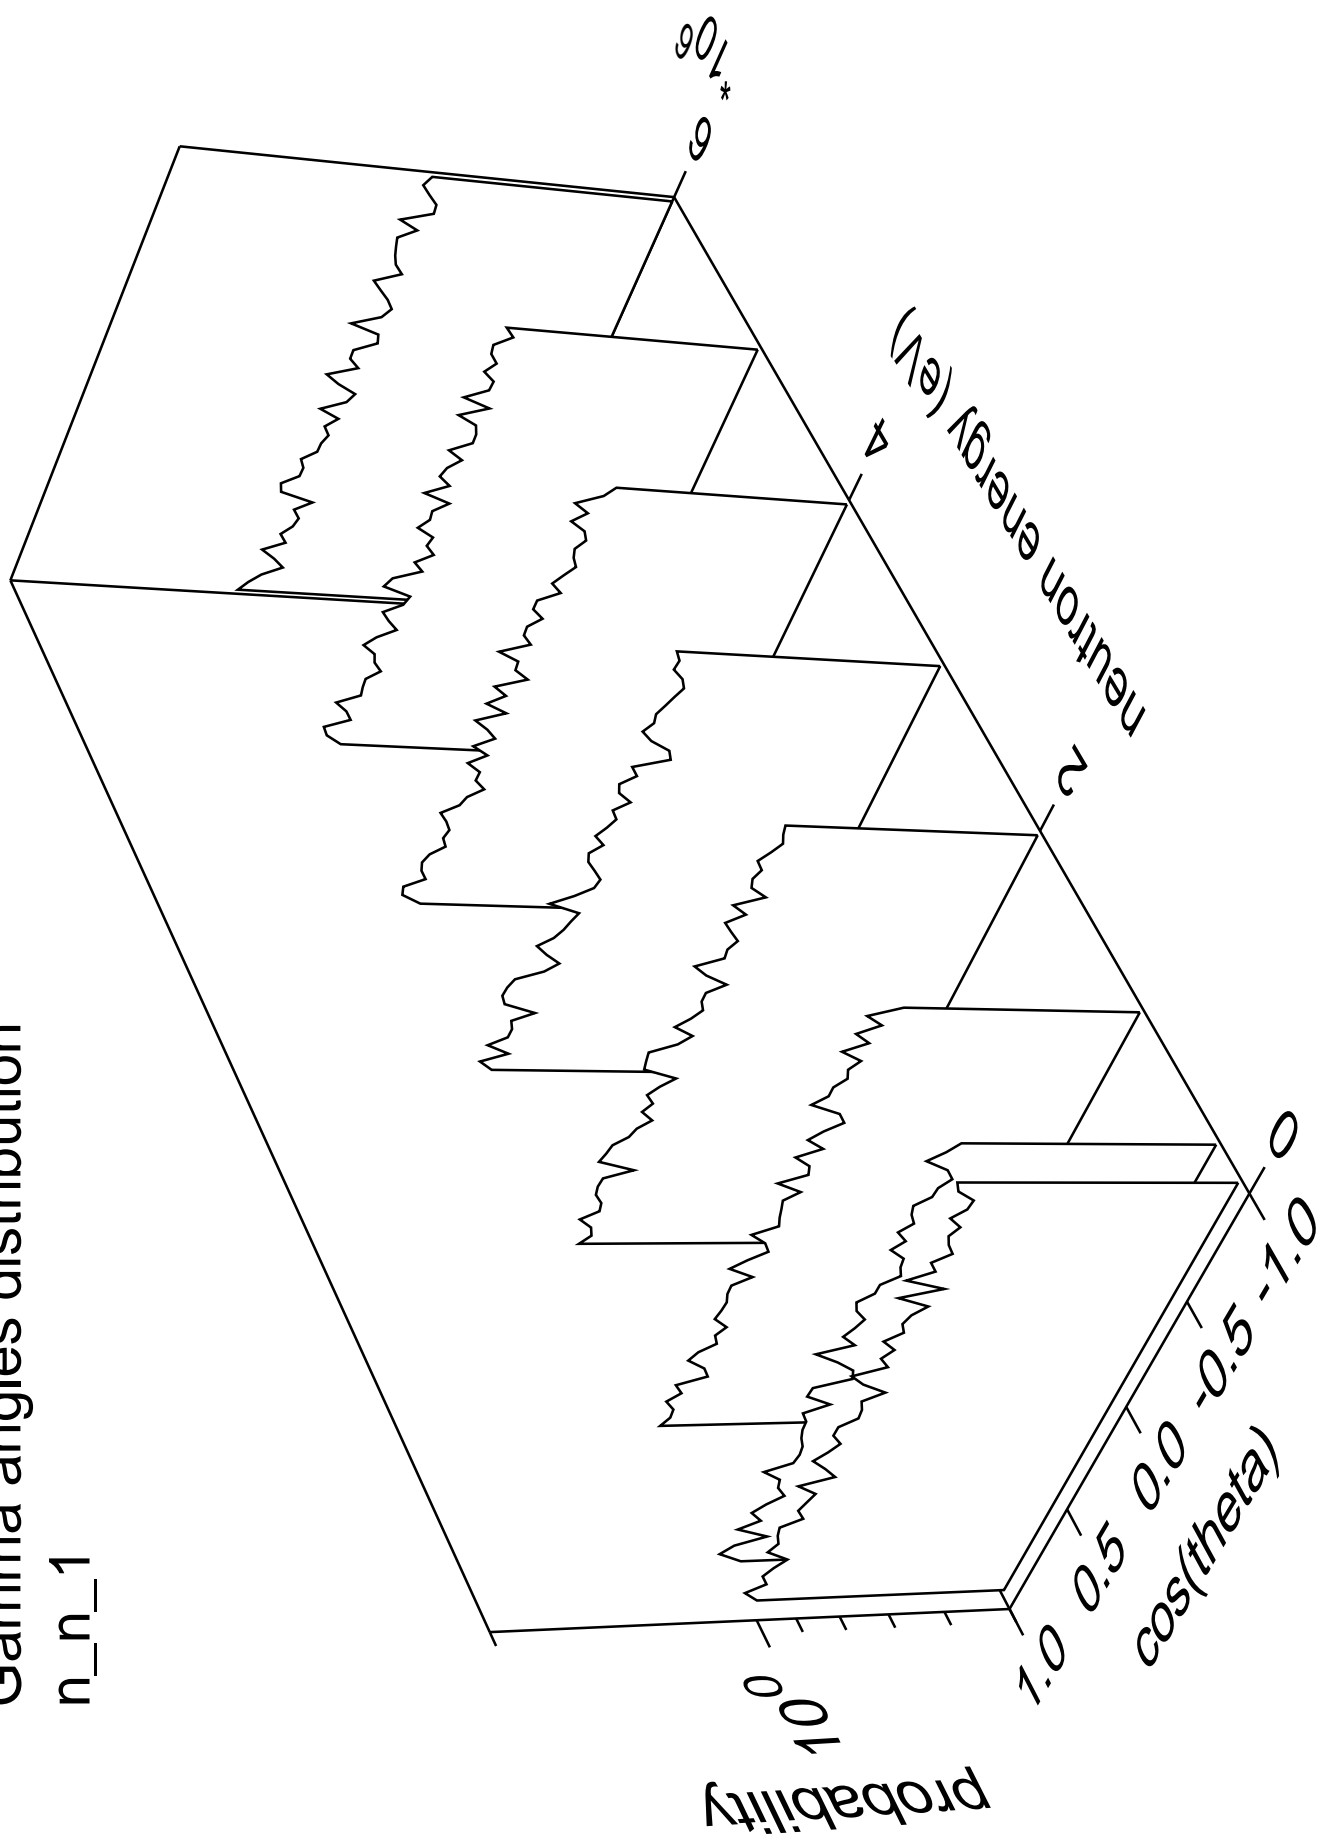 Gamma angles distribution
n_n_1
probability
10^0
1.0
0.5
0.0
-0.5
-1.0
cos(theta)
0
2
4
6
*10^6
neutron energy (eV)